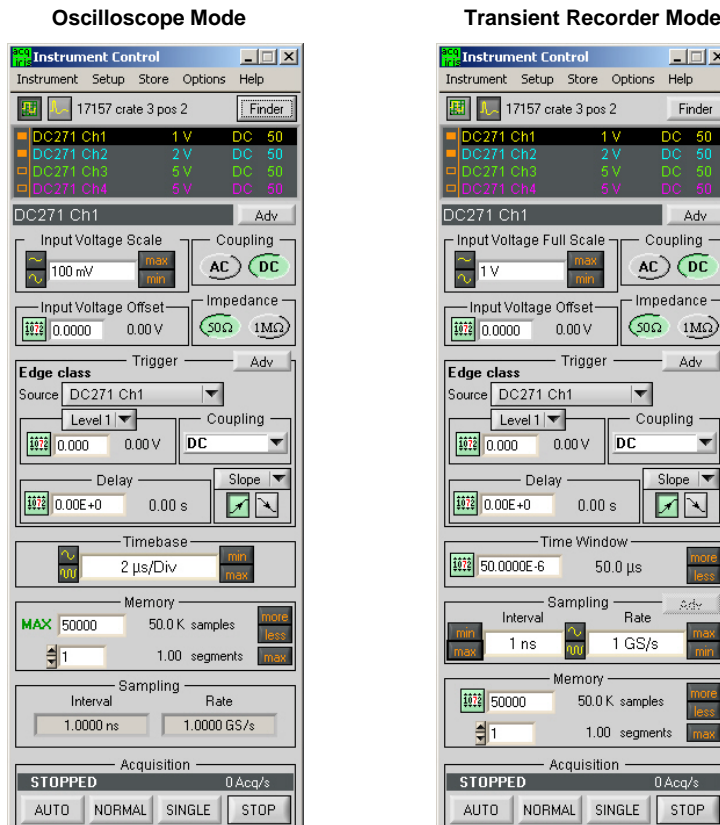 Oscilloscope Mode
Instrument Control
Instrument Setup Store Options Help
17157 crate 3 pos 2 Finder
DC271 Ch1 1 V DC 50
DC271 Ch2 2 V DC 50
DC271 Ch3 5 V DC 50
DC271 Ch4 5 V DC 50
DC271 Ch1 Adv
Input Voltage Scale Coupling
100 mV max min AC DC
Input Voltage Offset Impedance
0.0000 0.00 V 50Ω 1MΩ
Trigger Adv
Edge class
Source DC271 Ch1
Level 1 Coupling
0.000 0.00 V DC
Delay Slope
0.00E+0 0.00 s
Timebase
2 µs/Div min max
Memory
MAX 50000 50.0 K samples more less
1 1.00 segments max
Sampling
Interval Rate
1.0000 ns 1.0000 GS/s
Acquisition
STOPPED 0 Acq/s
AUTO NORMAL SINGLE STOP
Transient Recorder Mode
Instrument Control
Instrument Setup Store Options Help
17157 crate 3 pos 2 Finder
DC271 Ch1 1 V DC 50
DC271 Ch2 2 V DC 50
DC271 Ch3 5 V DC 50
DC271 Ch4 5 V DC 50
DC271 Ch1 Adv
Input Voltage Full Scale Coupling
1 V max min AC DC
Input Voltage Offset Impedance
0.0000 0.00 V 50Ω 1MΩ
Trigger Adv
Edge class
Source DC271 Ch1
Level 1 Coupling
0.000 0.00 V DC
Delay Slope
0.00E+0 0.00 s
Time Window
50.0000E-6 50.0 µs more less
Sampling Adv
Interval Rate
min max 1 ns 1 GS/s max min
Memory
50000 50.0 K samples more less
1 1.00 segments max
Acquisition
STOPPED 0 Acq/s
AUTO NORMAL SINGLE STOP